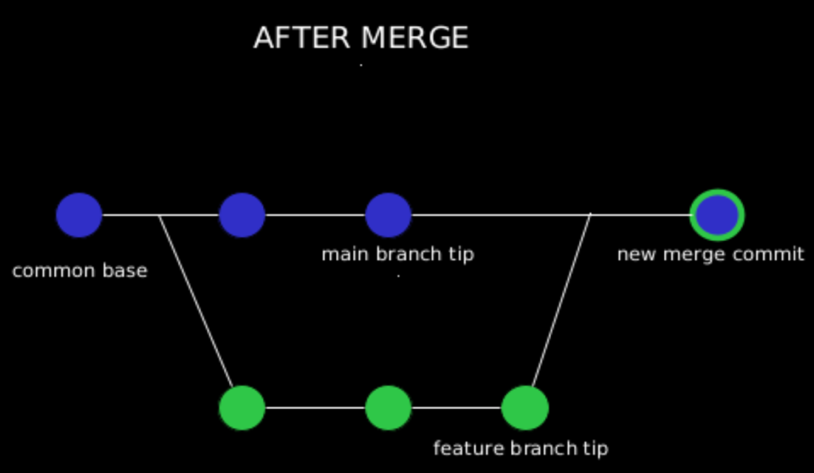 AFTER MERGE
main branch tip
new merge commit
common base
feature branch tip